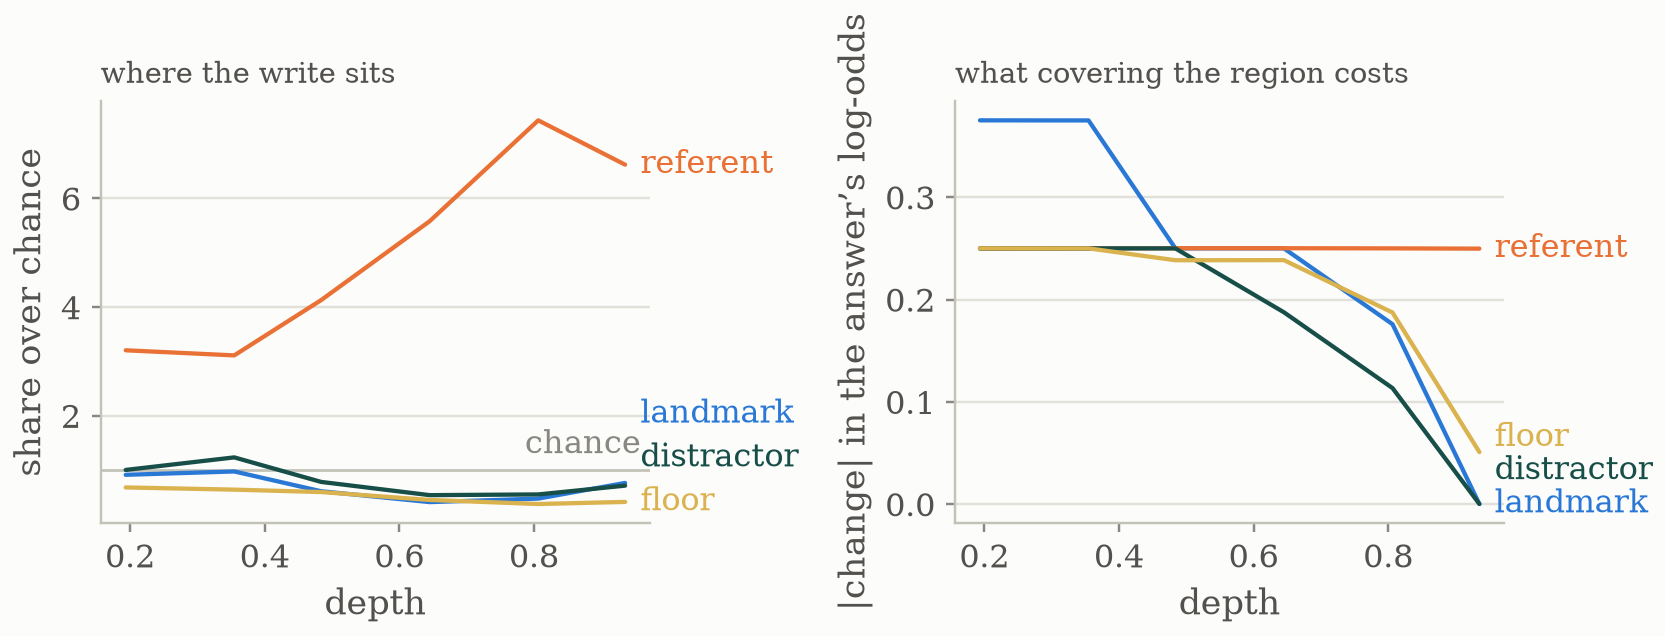 where the write sits
share over chance
6
4
2
referent
landmark
chance
distractor
floor
0.2 0.4 0.6 0.8
depth
what covering the region costs
|change| in the answer’s log-odds
0.3
0.2
0.1
0.0
referent
floor
distractor
landmark
0.2 0.4 0.6 0.8
depth